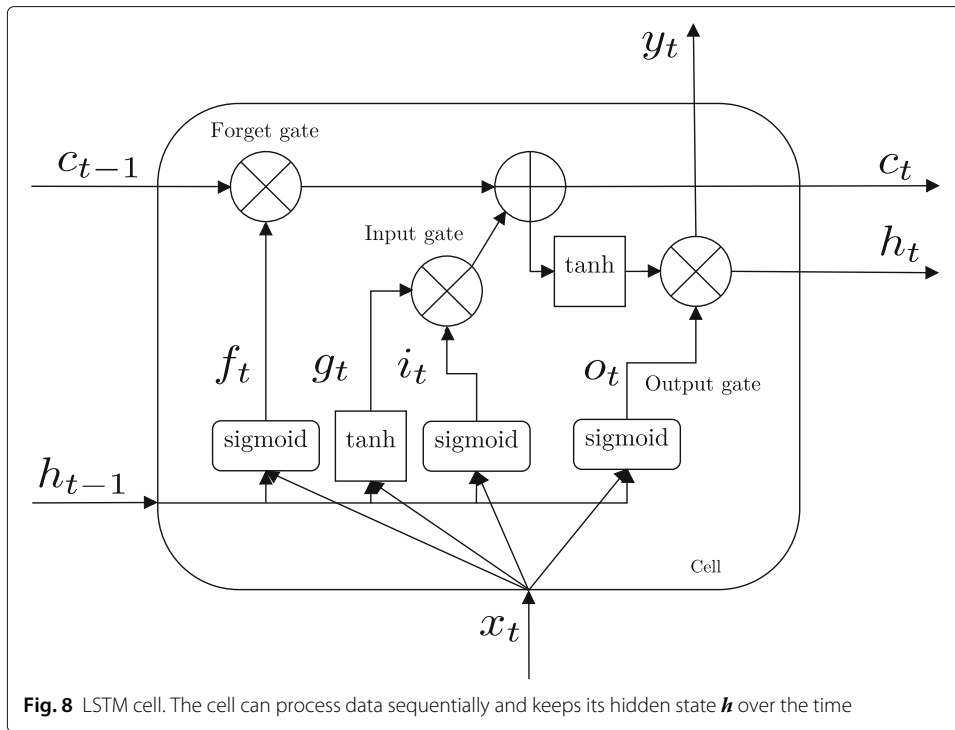 y_t
Forget gate
c_{t−1}
c_t
Input gate
h_t
tanh
f_t
g_t
i_t
o_t
Output gate
sigmoid
tanh
sigmoid
sigmoid
h_{t−1}
Cell
x_t
Fig. 8 LSTM cell. The cell can process data sequentially and keeps its hidden state h over the time